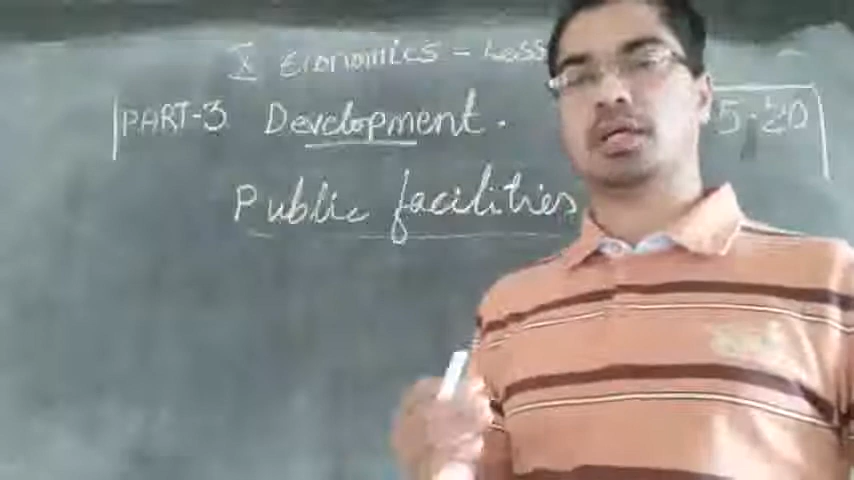 X Economics - Less
PART-3 Development. 5-20
Public facilities